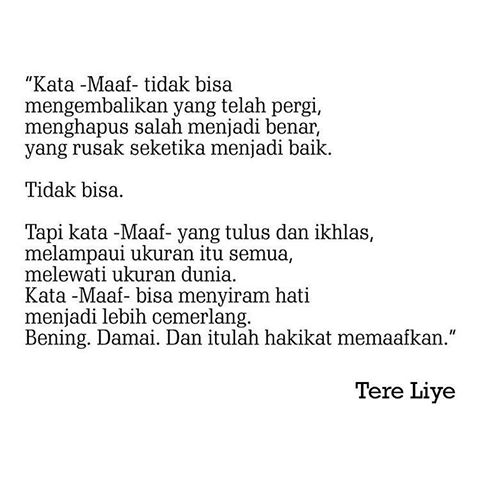 "Kata -Maaf- tidak bisa
mengembalikan yang telah pergi,
menghapus salah menjadi benar,
yang rusak seketika menjadi baik.
Tidak bisa.
Tapi kata -Maaf- yang tulus dan ikhlas,
melampaui ukuran itu semua,
melewati ukuran dunia.
Kata -Maaf- bisa menyiram hati
menjadi lebih cemerlang.
Bening. Damai. Dan itulah hakikat memaafkan."
Tere Liye